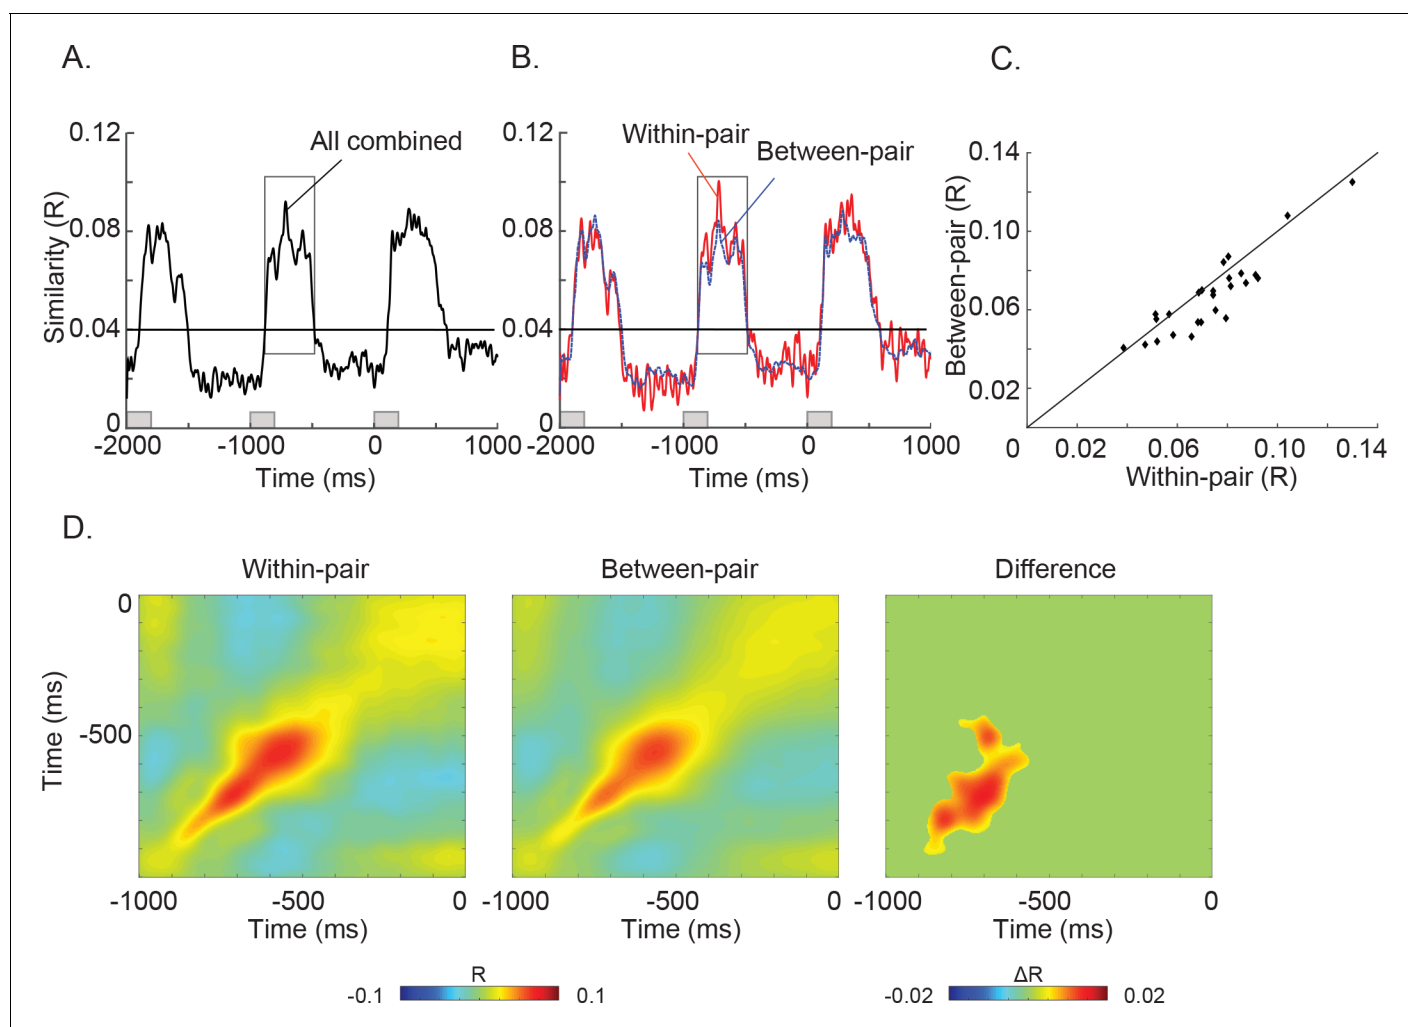 A.
B.
C.
0.12
0.08
0.04
0
Similarity (R)
All combined
-2000
-1000
0
1000
Time (ms)
0.12
0.08
0.04
0
Within-pair
Between-pair
-2000
-1000
0
1000
Time (ms)
0.14
0.10
0.06
0.02
Between-pair (R)
0
0.02
0.06
0.10
0.14
Within-pair (R)
D.
Within-pair
Between-pair
Difference
0
-500
Time (ms)
-1000
-500
0
Time (ms)
-1000
-500
0
Time (ms)
-1000
-500
0
Time (ms)
R
-0.1
0.1
ΔR
-0.02
0.02